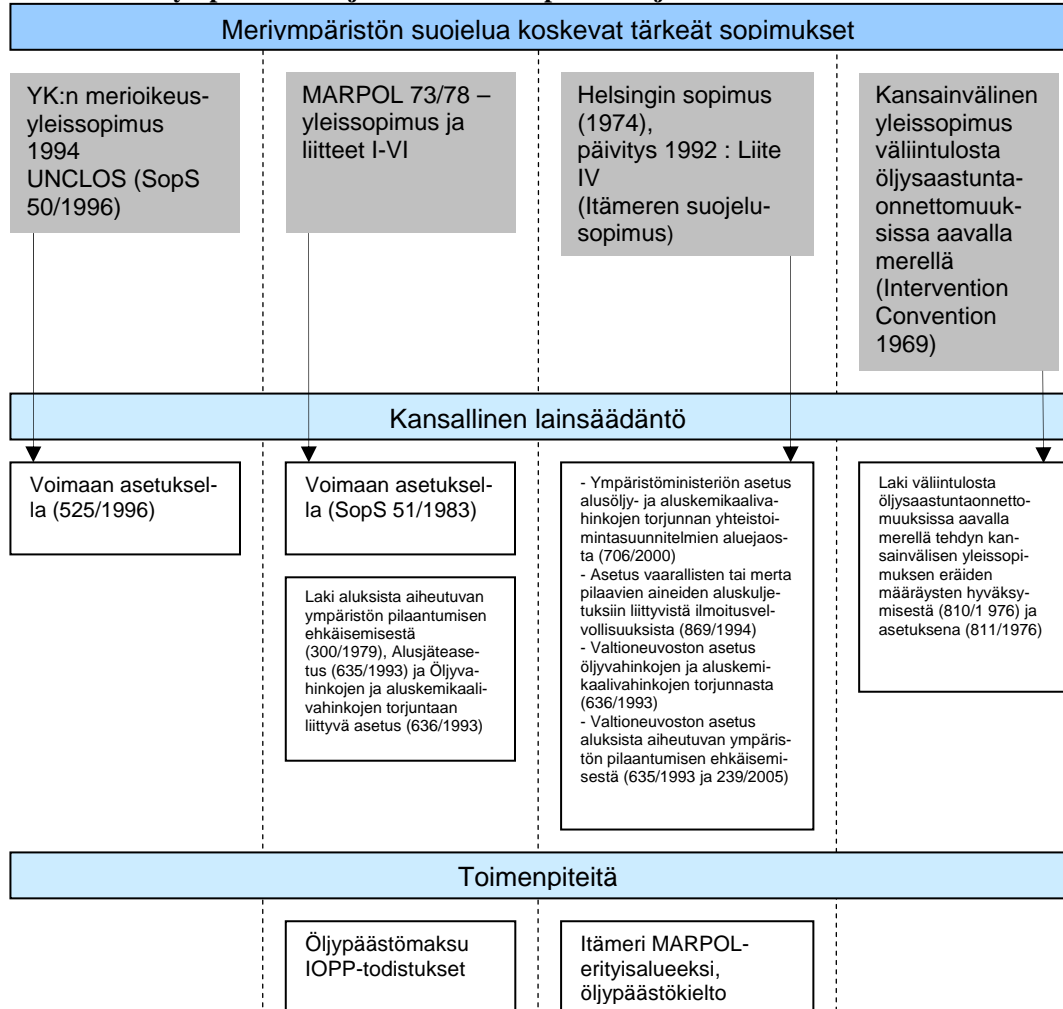 Meriympäristön suojelua koskevat tärkeät sopimukset
YK:n merioikeus-
yleissopimus
1994
UNCLOS (SopS
50/1996)
MARPOL 73/78 –
yleissopimus ja
liitteet I-VI
Helsingin sopimus
(1974),
päivitys 1992 : Liite
IV
(Itämeren suojelu-
sopimus)
Kansainvälinen
yleissopimus
väliintulosta
öljysaastunta-
onnettomuuk-
sissa aavalla
merellä
(Intervention
Convention
1969)
Kansallinen lainsäädäntö
Voimaan asetuksel-
la (525/1996)
Voimaan asetuksel-
la (SopS 51/1983)
Laki aluksista aiheutuvan
ympäristön pilaantumisen
ehkäisemisestä
(300/1979), Alusjätease-
tus (635/1993) ja Öljyva-
hinkojen ja aluskemikaali-
vahinkojen torjuntaan
liittyvä asetus (636/1993)
- Ympäristöministeriön asetus
alusöljy- ja aluskemikaaliva-
hinkojen torjunnan yhteistoi-
mintasuunnitelmien aluejaos-
ta (706/2000)
- Asetus vaarallisten tai merta
pilaavien aineiden aluskulje-
tuksiin liittyvistä ilmoitusvel-
vollisuuksista (869/1994)
- Valtioneuvoston asetus
öljyvahinkojen ja aluskemi-
kaalivahinkojen torjunnasta
(636/1993)
- Valtioneuvoston asetus
aluksista aiheutuvan ympäris-
tön pilaantumisen ehkäisemi-
sestä (635/1993 ja 239/2005)
Laki väliintulosta
öljysaastuntaonnetto-
muuksissa aavalla
merellä tehdyn kan-
sainvälisen yleissopi-
muksen eräiden
määräysten hyväksy-
misestä (810/1 976) ja
asetuksena (811/1976)
Toimenpiteitä
Öljypäästömaksu
IOPP-todistukset
Itämeri MARPOL-
erityisalueeksi,
öljypäästökielto